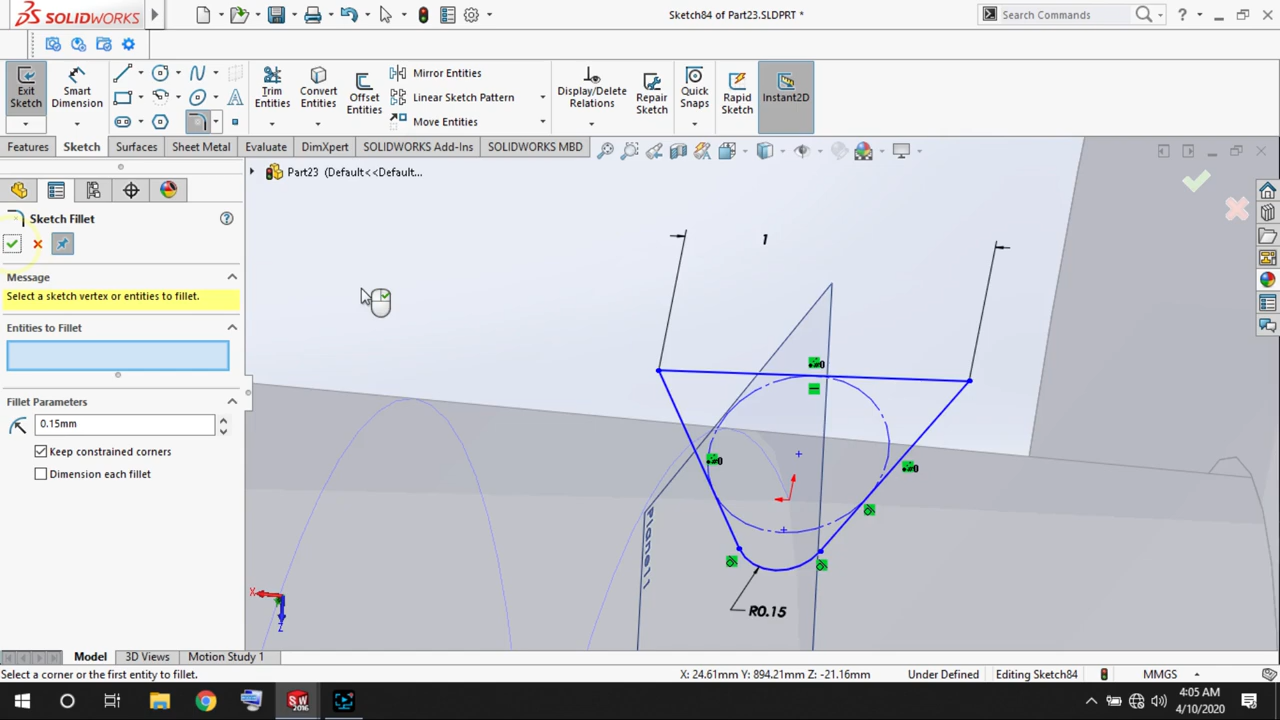 SOLIDWORKS
Sketch84 of Part23.SLDPRT *
Search Commands
?
Exit Sketch
Smart Dimension
Trim Entities
Convert Entities
Offset Entities
Mirror Entities
Linear Sketch Pattern
Move Entities
Display/Delete Relations
Repair Sketch
Quick Snaps
Rapid Sketch
Instant2D
Features Sketch Surfaces Sheet Metal Evaluate DimXpert SOLIDWORKS Add-Ins SOLIDWORKS MBD
Part23 (Default<<Default...
Sketch Fillet
?
Message
Select a sketch vertex or entities to fillet.
Entities to Fillet
Fillet Parameters
0.15mm
Keep constrained corners
Dimension each fillet
1
Plane11
R0.15
X
Z
Model 3D Views Motion Study 1
Select a corner or the first entity to fillet.
X: 24.61mm Y: 894.21mm Z: -21.16mm
Under Defined
Editing Sketch84
MMGS
SW 2016
4:05 AM
4/10/2020